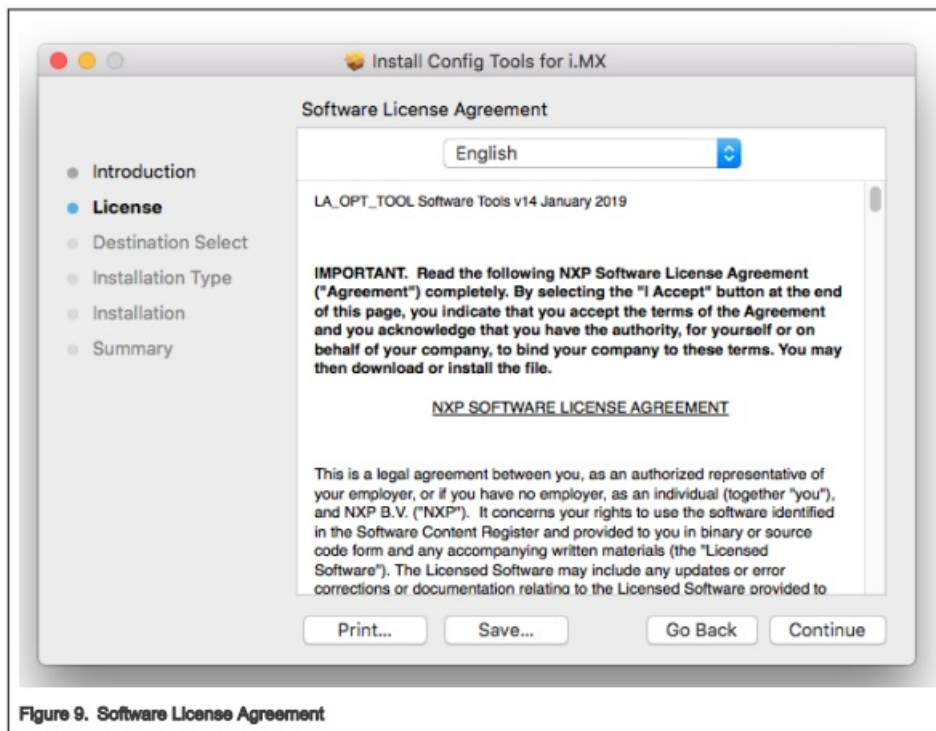 Install Config Tools for i.MX
Introduction
License
Destination Select
Installation Type
Installation
Summary
Software License Agreement
English
LA_OPT_TOOL Software Tools v14 January 2019
IMPORTANT.  Read the following NXP Software License Agreement
("Agreement") completely. By selecting the "I Accept" button at the end
of this page, you indicate that you accept the terms of the Agreement
and you acknowledge that you have the authority, for yourself or on
behalf of your company, to bind your company to these terms. You may
then download or install the file.
NXP SOFTWARE LICENSE AGREEMENT
This is a legal agreement between you, as an authorized representative of
your employer, or if you have no employer, as an individual (together "you"),
and NXP B.V. ("NXP").  It concerns your rights to use the software identified
in the Software Content Register and provided to you in binary or source
code form and any accompanying written materials (the "Licensed
Software"). The Licensed Software may include any updates or error
corrections or documentation relating to the Licensed Software provided to
Print...
Save...
Go Back
Continue
Figure 9. Software License Agreement